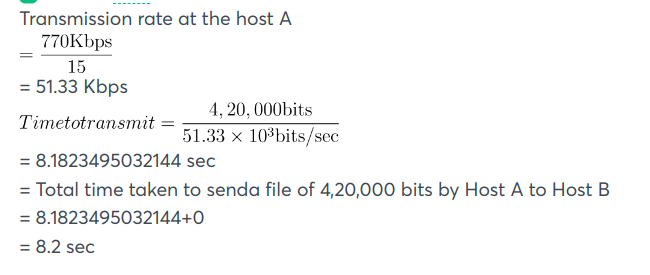 Transmission rate at the host A
= 770Kbps / 15
= 51.33 Kbps
Timetotransmit = 4, 20, 000bits / 51.33 × 10³bits/sec
= 8.1823495032144 sec
= Total time taken to senda file of 4,20,000 bits by Host A to Host B
= 8.1823495032144+0
= 8.2 sec